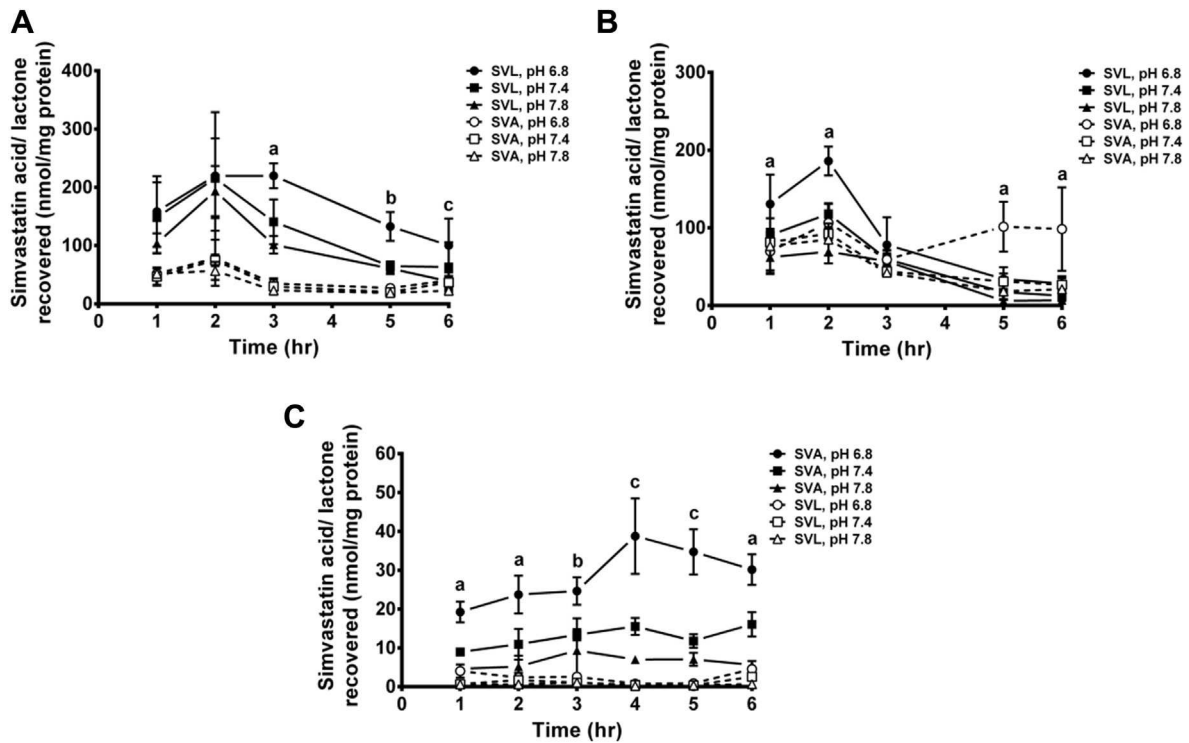 A
Simvastatin acid/ lactone
recovered (nmol/mg protein)
400
300
200
100
0
a
b
c
0 1 2 3 4 5 6
Time (hr)
SVL, pH 6.8
SVL, pH 7.4
SVL, pH 7.8
SVA, pH 6.8
SVA, pH 7.4
SVA, pH 7.8
B
Simvastatin acid/ lactone
recovered (nmol/mg protein)
300
200
100
0
a a a a
0 1 2 3 4 5 6
Time (hr)
SVL, pH 6.8
SVL, pH 7.4
SVL, pH 7.8
SVA, pH 6.8
SVA, pH 7.4
SVA, pH 7.8
C
Simvastatin acid/ lactone
recovered (nmol/mg protein)
60
50
40
30
20
10
0
a a b c c a
0 1 2 3 4 5 6
Time (hr)
SVA, pH 6.8
SVA, pH 7.4
SVA, pH 7.8
SVL, pH 6.8
SVL, pH 7.4
SVL, pH 7.8